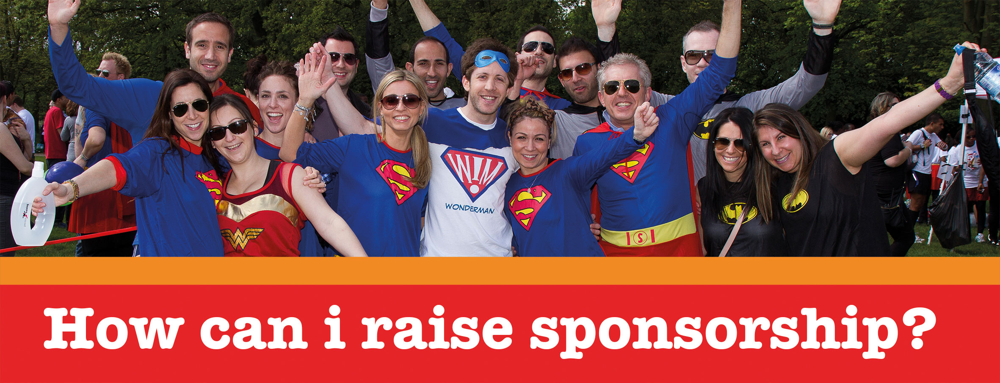 W!M
WONDERMAN
S
How can i raise sponsorship?